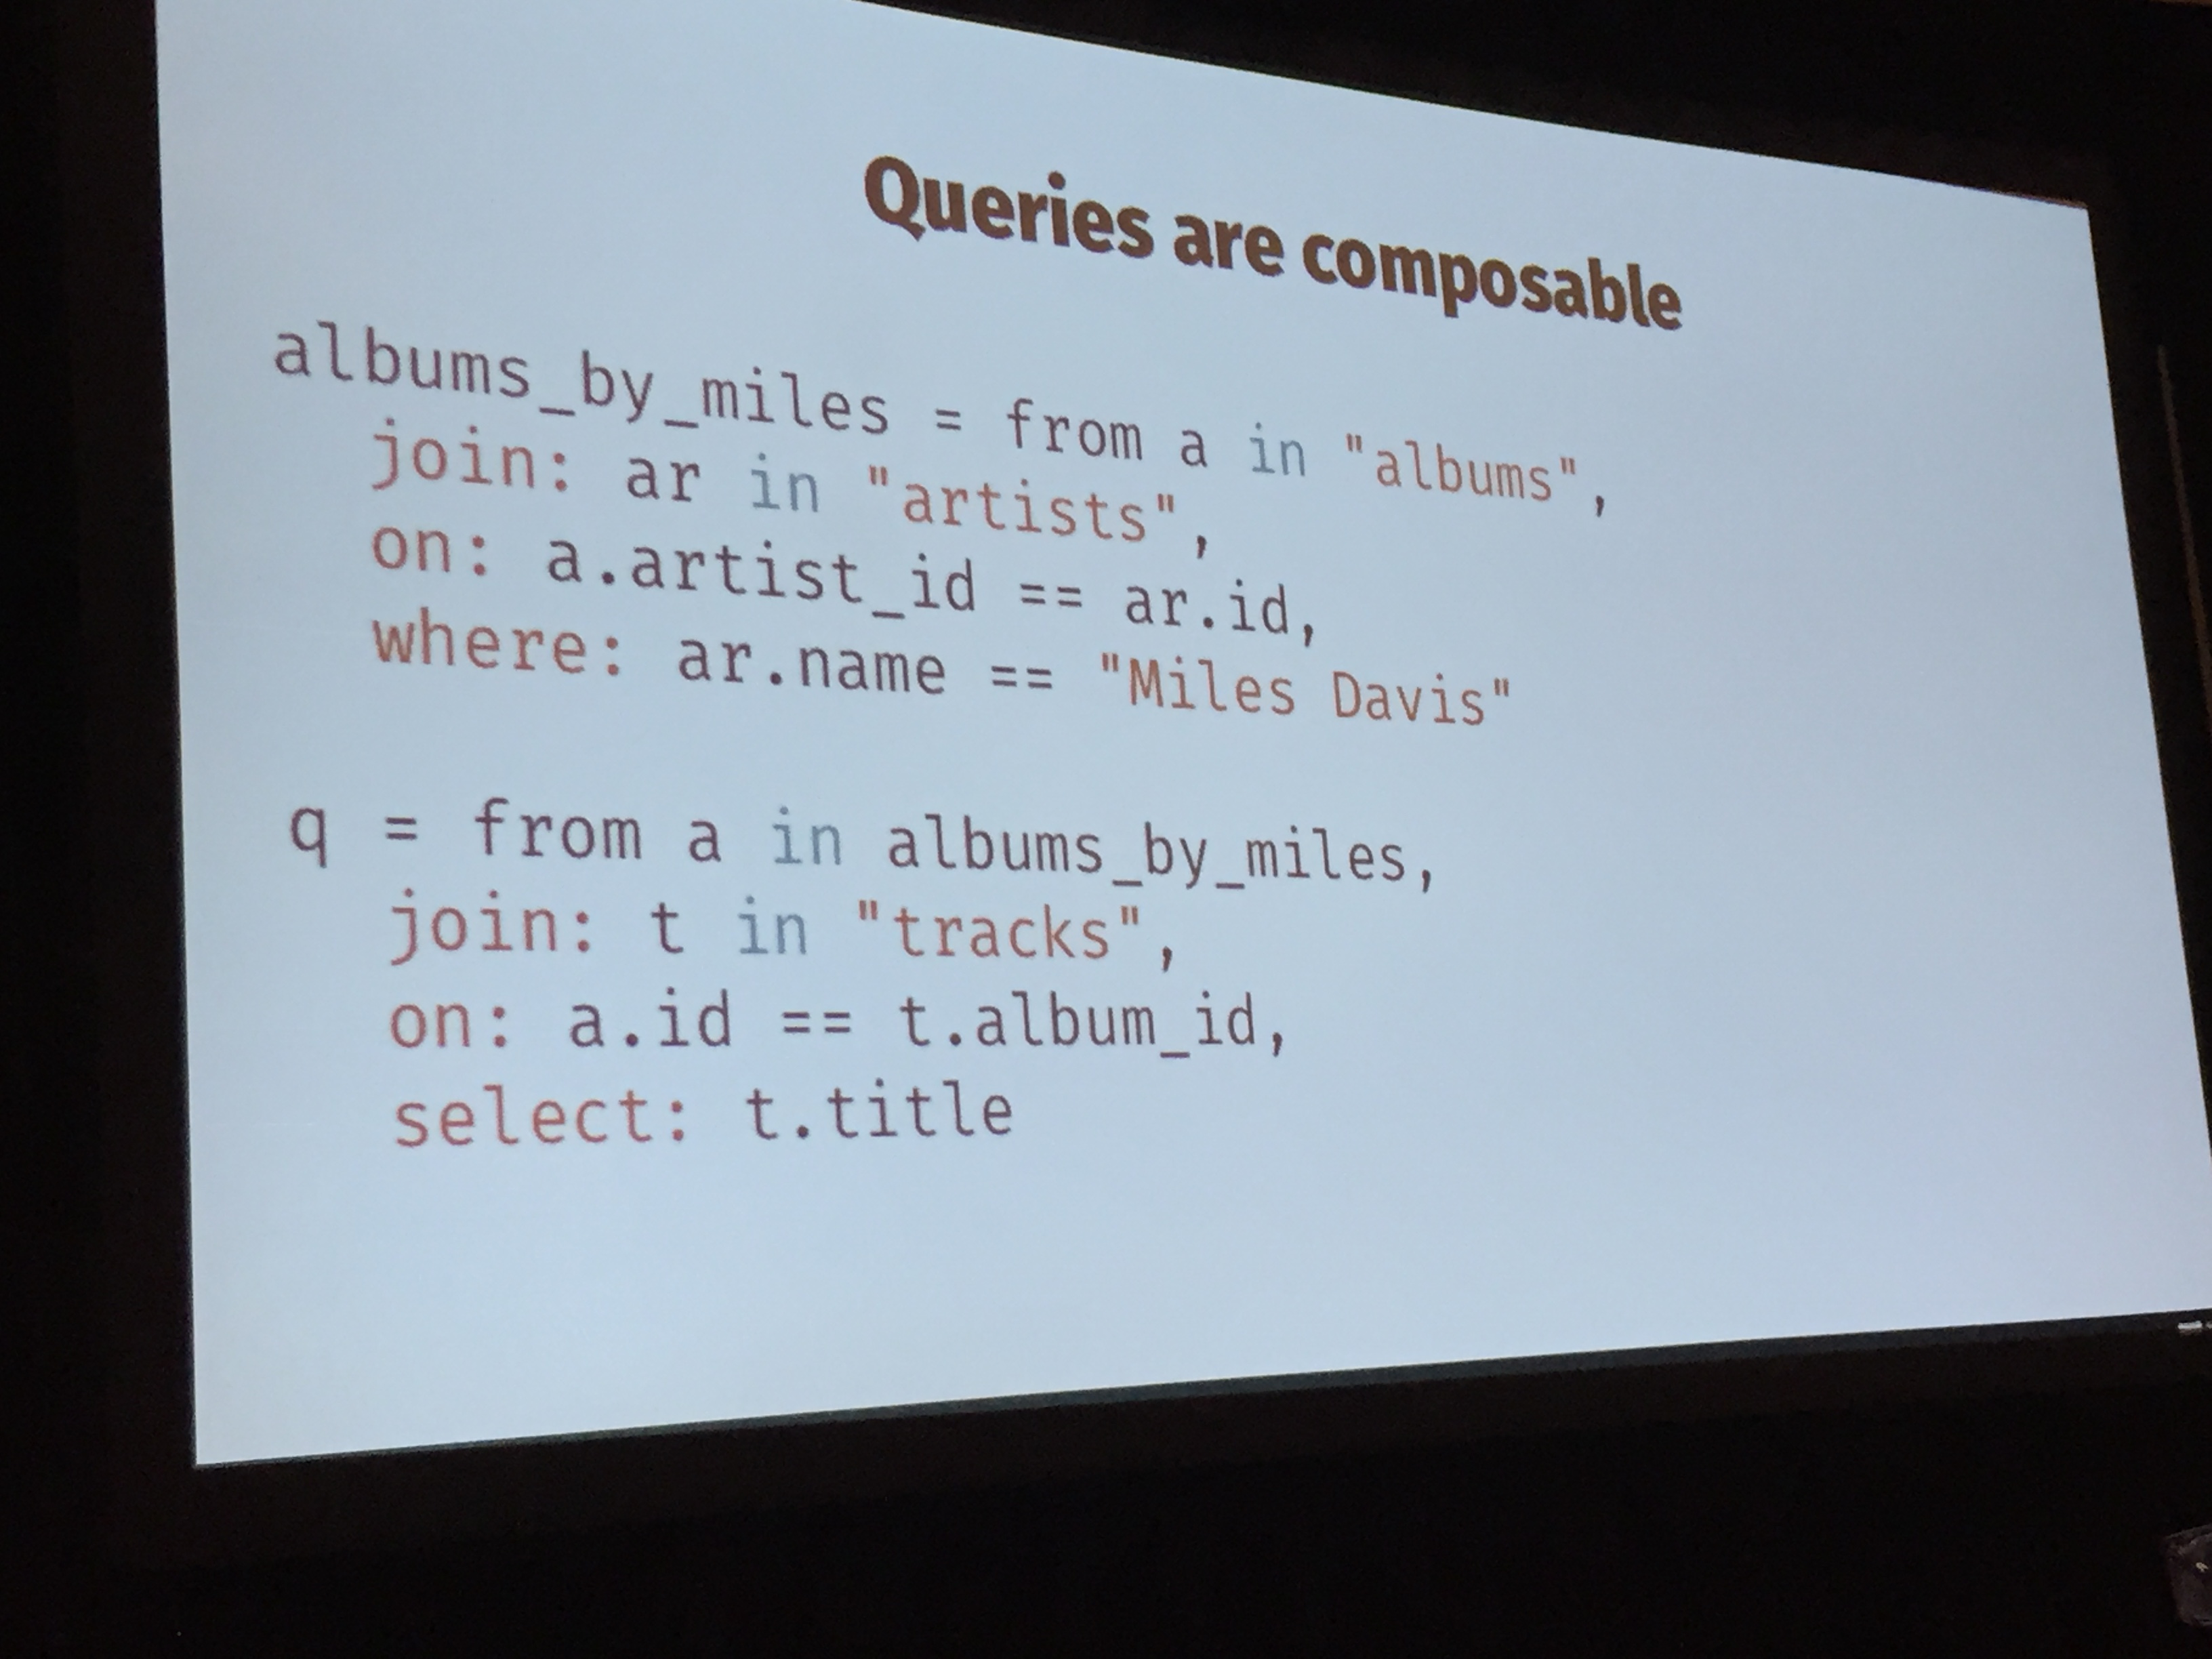 Queries are composable
albums_by_miles = from a in "albums",
  join: ar in "artists",
  on: a.artist_id == ar.id,
  where: ar.name == "Miles Davis"
q = from a in albums_by_miles,
  join: t in "tracks",
  on: a.id == t.album_id,
  select: t.title